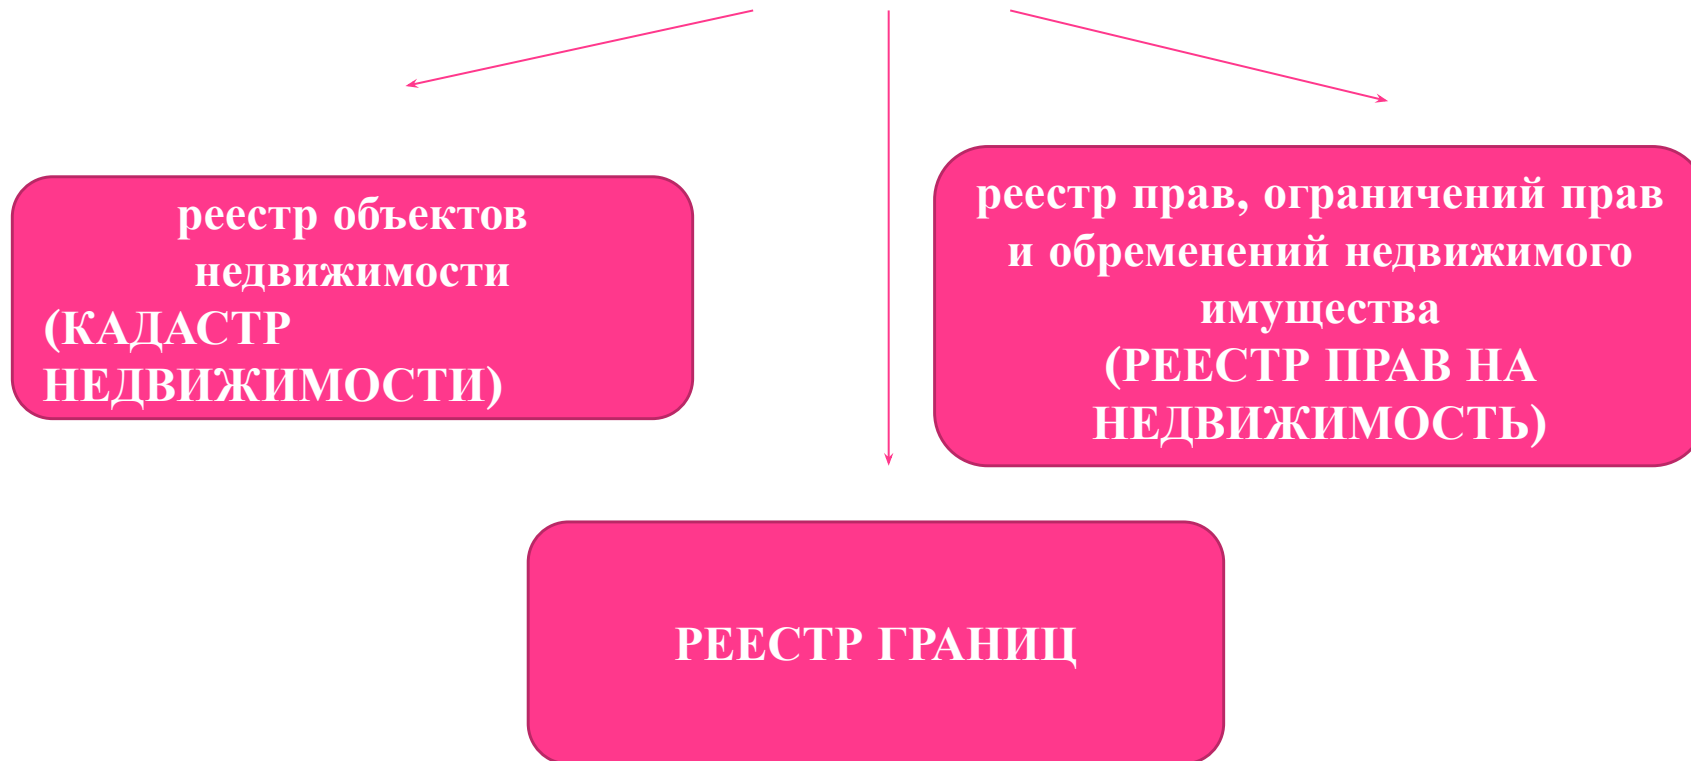 реестр объектов
недвижимости
(КАДАСТР
НЕДВИЖИМОСТИ)
реестр прав, ограничений прав
и обременений недвижимого
имущества
(РЕЕСТР ПРАВ НА
НЕДВИЖИМОСТЬ)
РЕЕСТР ГРАНИЦ